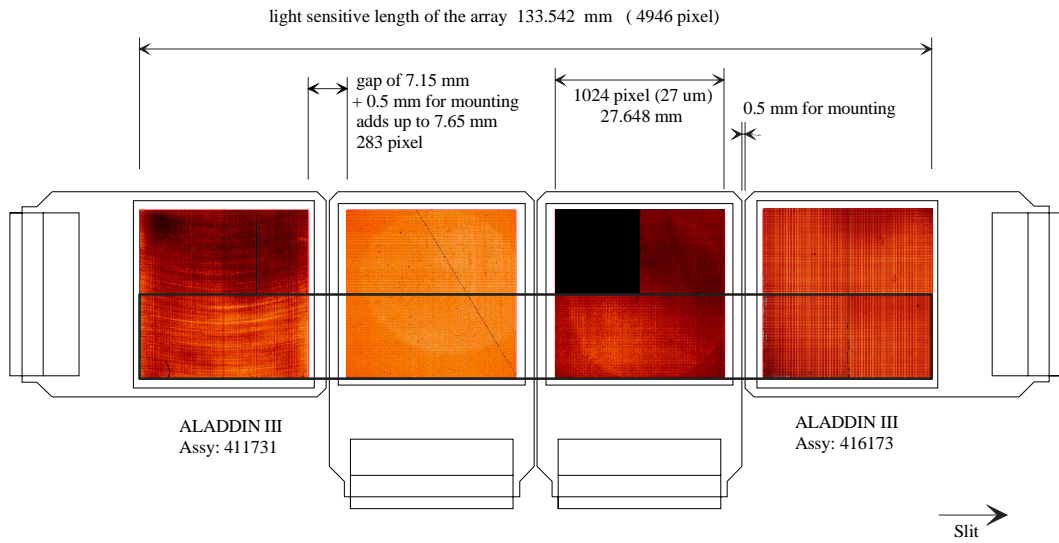 light sensitive length of the array  133.542  mm  ( 4946 pixel)
gap of 7.15 mm
+ 0.5 mm for mounting
adds up to 7.65 mm
283 pixel
1024 pixel (27 um)
27.648 mm
0.5 mm for mounting
ALADDIN III
Assy: 411731
ALADDIN III
Assy: 416173
Slit